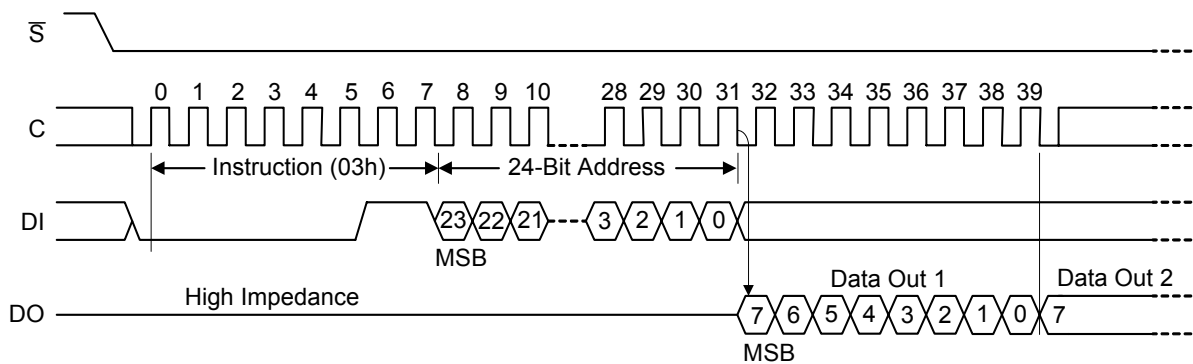 S
0 1 2 3 4 5 6 7 8 9 10 28 29 30 31 32 33 34 35 36 37 38 39
C
Instruction (03h) 24-Bit Address
DI 23 22 21 3 2 1 0
MSB
Data Out 1 Data Out 2
High Impedance
DO 7 6 5 4 3 2 1 0 7
MSB